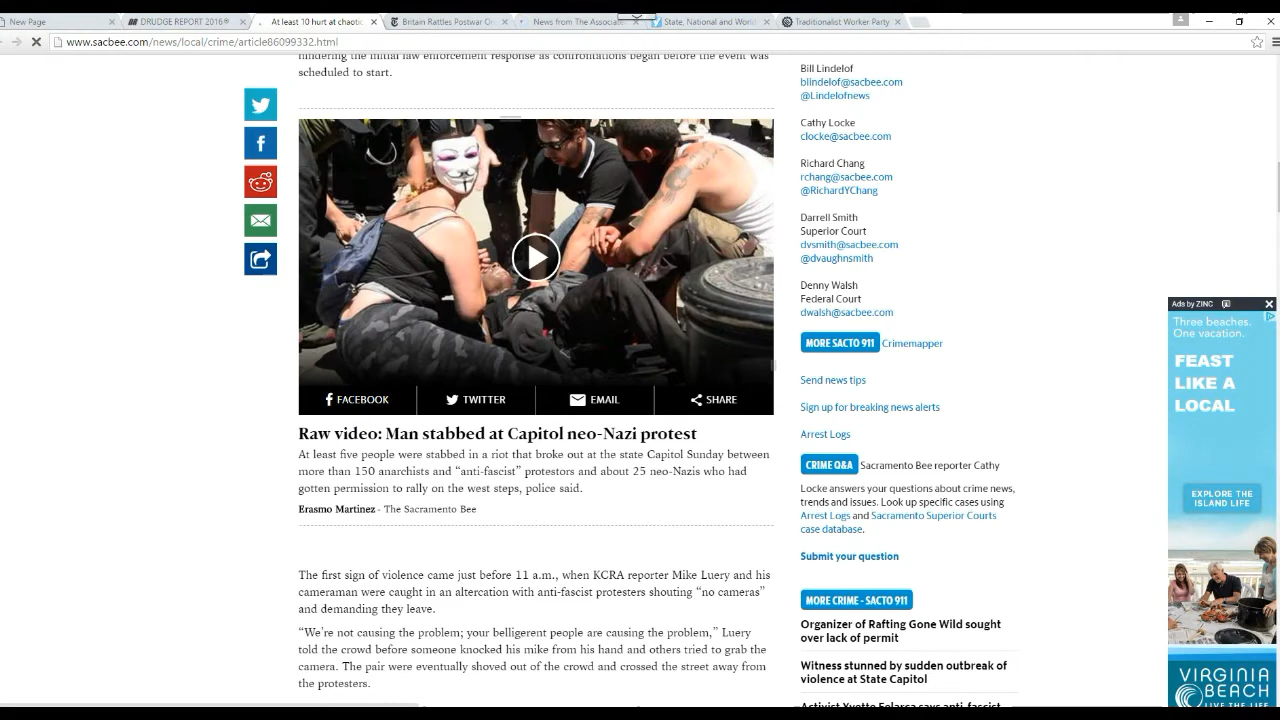 New Page
DRUDGE REPORT 2016®
At least 10 hurt at chaotic
Britain Rattles Postwar Or
News from The Associate
State, National and World
Traditionalist Worker Party
www.sacbee.com/news/local/crime/article86099332.html
hindering the initial law enforcement response as confrontations began before the event was
scheduled to start.
FACEBOOK
TWITTER
EMAIL
SHARE
Raw video: Man stabbed at Capitol neo-Nazi protest
At least five people were stabbed in a riot that broke out at the state Capitol Sunday between
more than 150 anarchists and “anti-fascist” protestors and about 25 neo-Nazis who had
gotten permission to rally on the west steps, police said.
Erasmo Martinez - The Sacramento Bee
The first sign of violence came just before 11 a.m., when KCRA reporter Mike Luery and his
cameraman were caught in an altercation with anti-fascist protesters shouting “no cameras”
and demanding they leave.
“We’re not causing the problem; your belligerent people are causing the problem,” Luery
told the crowd before someone knocked his mike from his hand and others tried to grab the
camera. The pair were eventually shoved out of the crowd and crossed the street away from
the protesters.
Bill Lindelof
blindelof@sacbee.com
@Lindelofnews
Cathy Locke
clocke@sacbee.com
Richard Chang
rchang@sacbee.com
@RichardYChang
Darrell Smith
Superior Court
dvsmith@sacbee.com
@dvaughnsmith
Denny Walsh
Federal Court
dwalsh@sacbee.com
MORE SACTO 911 Crimemapper
Send news tips
Sign up for breaking news alerts
Arrest Logs
CRIME Q&A Sacramento Bee reporter Cathy
Locke answers your questions about crime news,
trends and issues. Look up specific cases using
Arrest Logs and Sacramento Superior Courts
case database.
Submit your question
MORE CRIME - SACTO 911
Organizer of Rafting Gone Wild sought
over lack of permit
Witness stunned by sudden outbreak of
violence at State Capitol
Activist Yvette Felarca says anti-fascist
Ads by ZINC
Three beaches.
One vacation.
FEAST
LIKE A
LOCAL
EXPLORE THE
ISLAND LIFE
VIRGINIA
BEACH
LIVE THE LIFE